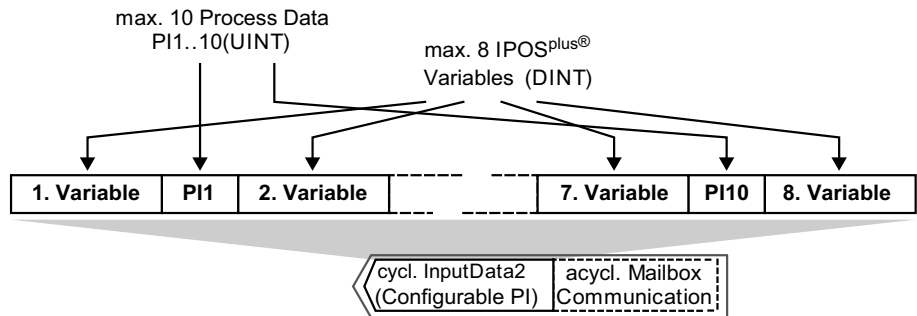 max. 10 Process Data
PI1..10(UINT)
max. 8 IPOSplus®
Variables (DINT)
1. Variable PI1 2. Variable 7. Variable PI10 8. Variable
cycl. InputData2 acycl. Mailbox
(Configurable PI) Communication